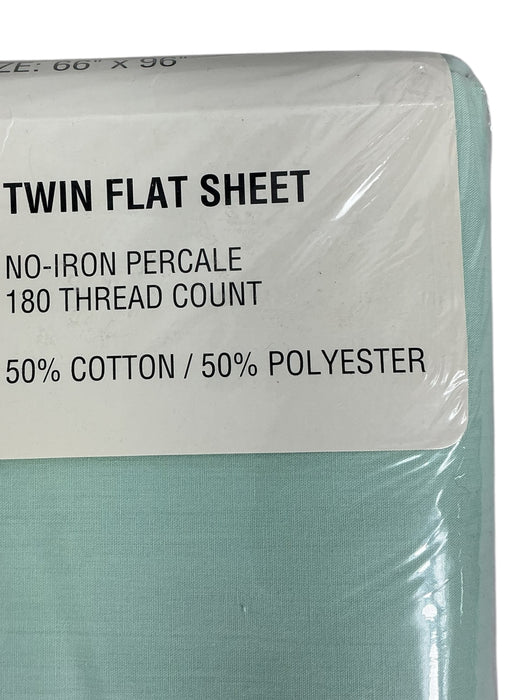 ZE: 66" x 96"
TWIN FLAT SHEET
NO-IRON PERCALE
180 THREAD COUNT
50% COTTON / 50% POLYESTER